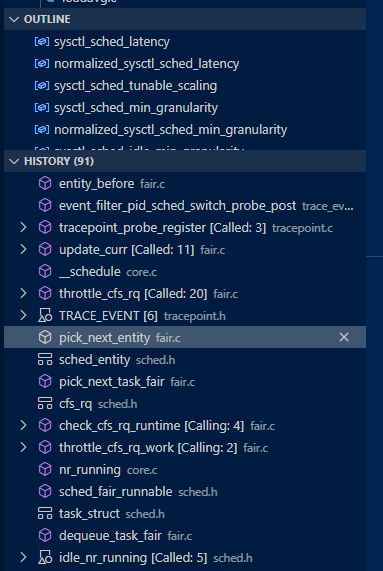 OUTLINE
sysctl_sched_latency
normalized_sysctl_sched_latency
sysctl_sched_tunable_scaling
sysctl_sched_min_granularity
normalized_sysctl_sched_min_granularity
sysctl_sched_idle_min_granularity
HISTORY (91)
entity_before fair.c
event_filter_pid_sched_switch_probe_post trace_ev...
tracepoint_probe_register [Called: 3] tracepoint.c
update_curr [Called: 11] fair.c
__schedule core.c
throttle_cfs_rq [Called: 20] fair.c
TRACE_EVENT [6] tracepoint.h
pick_next_entity fair.c
sched_entity sched.h
pick_next_task_fair fair.c
cfs_rq sched.h
check_cfs_rq_runtime [Calling: 4] fair.c
throttle_cfs_rq_work [Calling: 2] fair.c
nr_running core.c
sched_fair_runnable sched.h
task_struct sched.h
dequeue_task_fair fair.c
idle_nr_running [Called: 5] sched.h